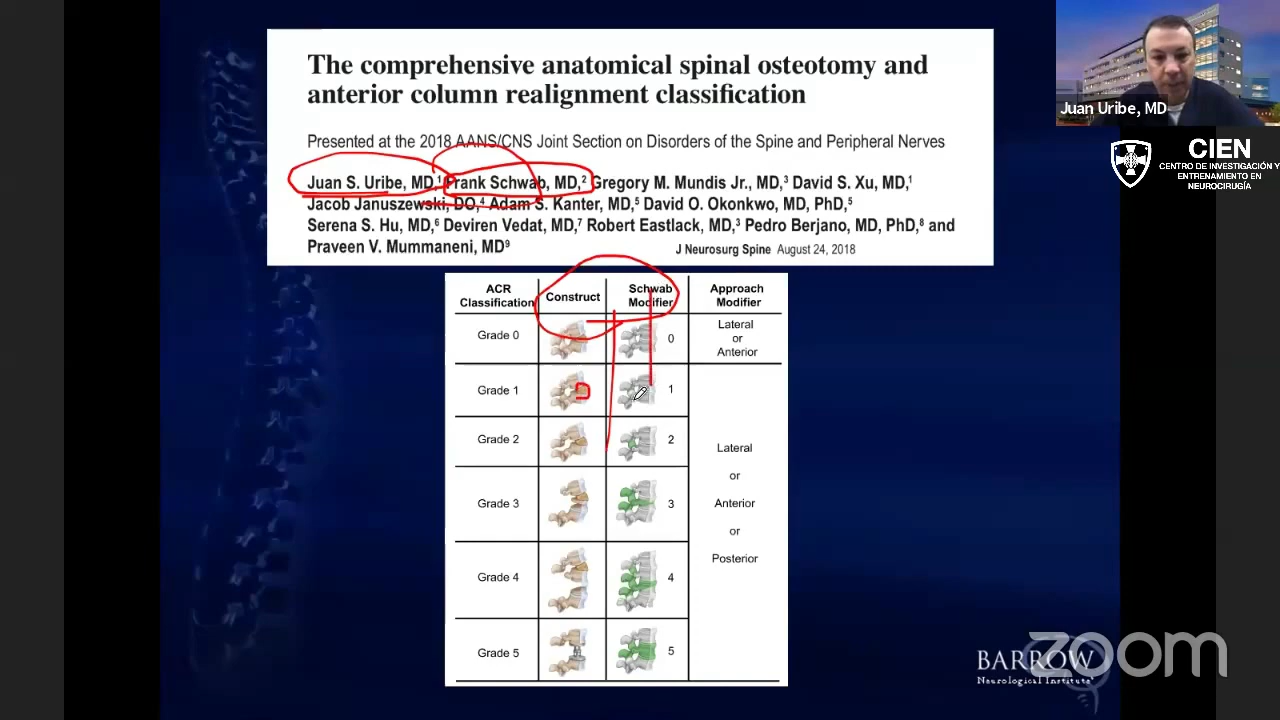 The comprehensive anatomical spinal osteotomy and
anterior column realignment classification
Presented at the 2018 AANS/CNS Joint Section on Disorders of the Spine and Peripheral Nerves
Juan S. Uribe, MD,¹ Frank Schwab, MD,² Gregory M. Mundis Jr., MD,³ David S. Xu, MD,¹
Jacob Januszewski, DO,⁴ Adam S. Kanter, MD,⁵ David O. Okonkwo, MD, PhD,⁵
Serena S. Hu, MD,⁶ Deviren Vedat, MD,⁷ Robert Eastlack, MD,³ Pedro Berjano, MD, PhD,⁸ and
Praveen V. Mummaneni, MD⁹
J Neurosurg Spine August 24, 2018
Juan Uribe, MD
CIEN
CENTRO DE INVESTIGACIÓN Y
ENTRENAMIENTO EN
NEUROCIRUGÍA
ACR Classification Construct Schwab Modifier Approach Modifier
Grade 0 0 Lateral or Anterior
Grade 1 1
Grade 2 2
Grade 3 3
Grade 4 4
Grade 5 5
Lateral
or
Anterior
or
Posterior
BARROW
Neurological Institute
zoom